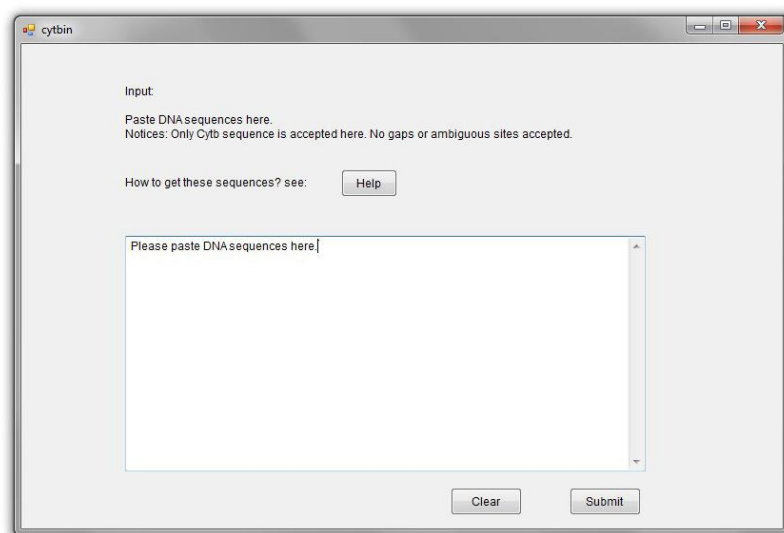 cytbin
Input:
Paste DNA sequences here.
Notices: Only Cytb sequence is accepted here. No gaps or ambiguous sites accepted.
How to get these sequences? see:
Help
Please paste DNA sequences here.
Clear
Submit